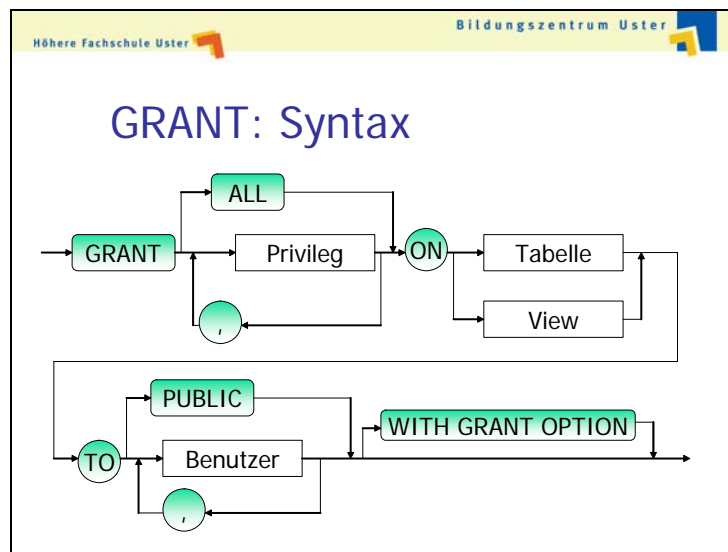 Höhere Fachschule Uster
Bildungszentrum Uster
GRANT: Syntax
ALL
GRANT
Privileg
ON
Tabelle
,
View
PUBLIC
WITH GRANT OPTION
TO
Benutzer
,